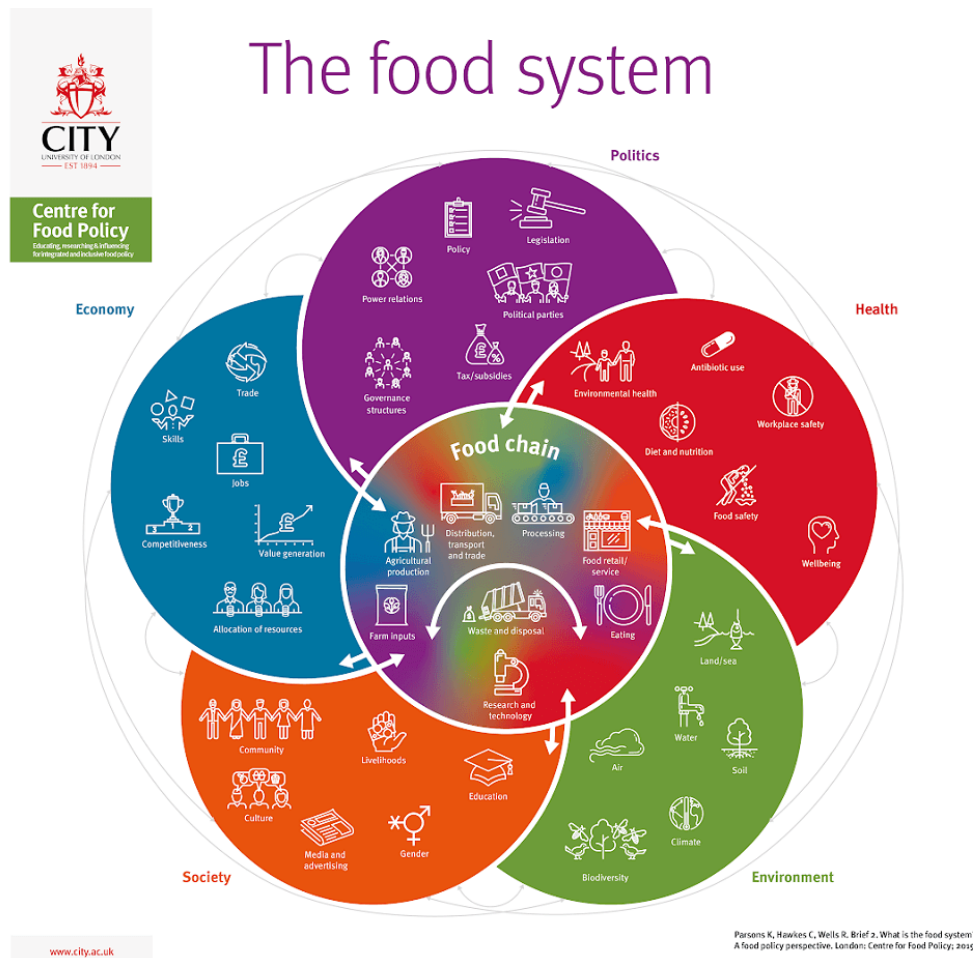 The food system
CITY
UNIVERSITY OF LONDON
EST 1894
Centre for
Food Policy
Educating, researching & influencing
for integrated and inclusive food policy
Politics
Policy
Legislation
Power relations
Political parties
Tax/subsidies
Governance
structures
Economy
Trade
Skills
Jobs
Competitiveness
Value generation
Allocation of resources
Health
Environmental health
Antibiotic use
Workplace safety
Diet and nutrition
Food safety
Wellbeing
Food chain
Agricultural
production
Distribution,
transport
and trade
Processing
Food retail/
service
Farm inputs
Waste and disposal
Eating
Research and
technology
Society
Community
Livelihoods
Education
Culture
Media and
advertising
Gender
Environment
Land/sea
Water
Air
Soil
Climate
Biodiversity
£
%
£
£
3
2
www.city.ac.uk
Parsons K, Hawkes C, Wells R. Brief 2. What is the food system
A food policy perspective. London: Centre for Food Policy;